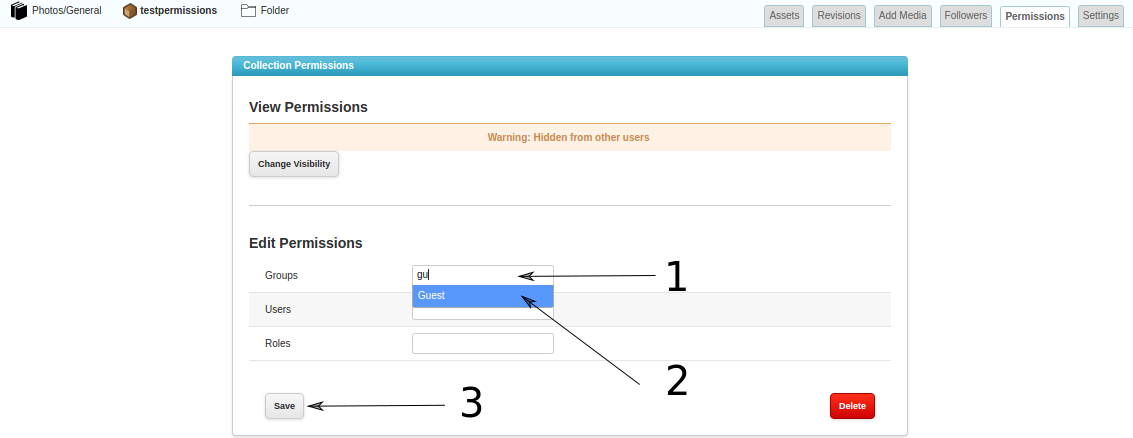 Photos/General testpermissions Folder Assets Revisions Add Media Followers Permissions Settings
Collection Permissions
View Permissions
Warning: Hidden from other users
Change Visibility
Edit Permissions
Groups gu 1
Guest
Users
Roles 2
Save 3 Delete